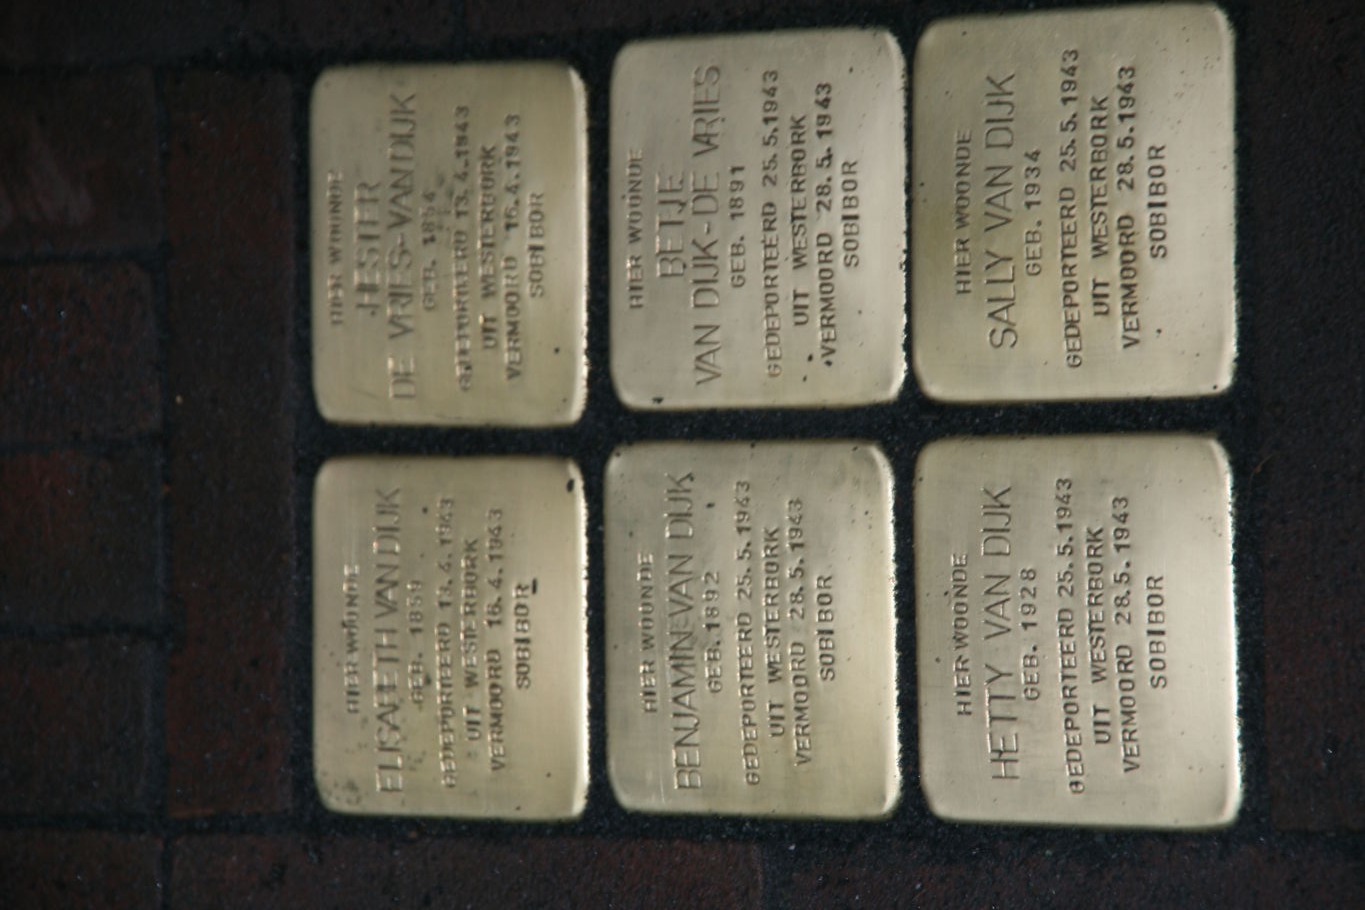 HIER WOONDE
ELISABETH VAN DIJK
GEB. 1859
GEDEPORTEERD 13.4.1943
UIT WESTERBORK
VERMOORD 16.4.1943
SOBIBOR
HIER WOONDE
HESTER
DE VRIES-VAN DIJK
GEB.
GEDEPORTEERD 13.4.1943
UIT WESTERBORK
VERMOORD 16.4.1943
SOBIBOR
HIER WOONDE
BENJAMIN VAN DIJK
GEB. 1892
GEDEPORTEERD 25.5.1943
UIT WESTERBORK
VERMOORD 28.5.1943
SOBIBOR
HIER WOONDE
BETJE
VAN DIJK-DE VRIES
GEB. 1891
GEDEPORTEERD 25.5.1943
UIT WESTERBORK
VERMOORD 28.5.1943
SOBIBOR
HIER WOONDE
HETTY VAN DIJK
GEB. 1928
GEDEPORTEERD 25.5.1943
UIT WESTERBORK
VERMOORD 28.5.1943
SOBIBOR
HIER WOONDE
SALLY VAN DIJK
GEB. 1934
GEDEPORTEERD 25.5.1943
UIT WESTERBORK
VERMOORD 28.5.1943
SOBIBOR